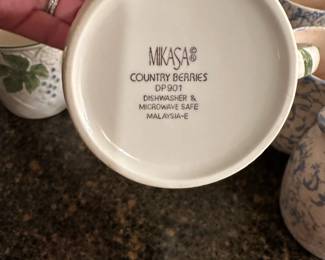 MIKASA®
COUNTRY BERRIES
DP901
DISHWASHER &
MICROWAVE SAFE
MALAYSIA-E